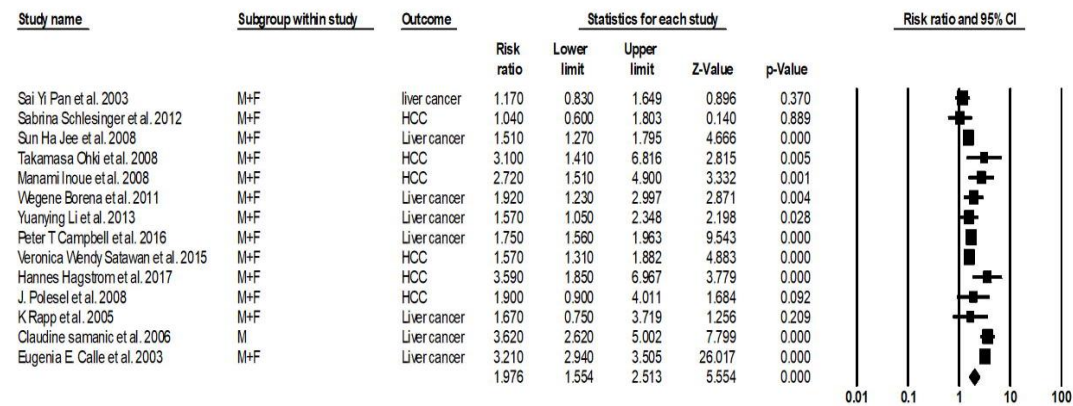 Study name Subgroup within study Outcome Statistics for each study Risk ratio and 95% CI
Risk ratio Lower limit Upper limit Z-Value p-Value
Sai Yi Pan et al. 2003 M+F liver cancer 1.170 0.830 1.649 0.896 0.370
Sabrina Schlesinger et al. 2012 M+F HCC 1.040 0.600 1.803 0.140 0.889
Sun Ha Jee et al. 2008 M+F Liver cancer 1.510 1.270 1.795 4.666 0.000
Takamasa Ohki et al. 2008 M+F HCC 3.100 1.410 6.816 2.815 0.005
Manami Inoue et al. 2008 M+F HCC 2.720 1.510 4.900 3.332 0.001
Wegene Borena et al. 2011 M+F Liver cancer 1.920 1.230 2.997 2.871 0.004
Yuanying Li et al. 2013 M+F Liver cancer 1.570 1.050 2.348 2.198 0.028
Peter T Campbell et al. 2016 M+F Liver cancer 1.750 1.560 1.963 9.543 0.000
Veronica Wendy Satawan et al. 2015 M+F HCC 1.570 1.310 1.882 4.883 0.000
Hannes Hagstrom et al. 2017 M+F HCC 3.590 1.850 6.967 3.779 0.000
J. Polesel et al. 2008 M+F HCC 1.900 0.900 4.011 1.684 0.092
K Rapp et al. 2005 M+F Liver cancer 1.670 0.750 3.719 1.256 0.209
Claudine samanic et al. 2006 M Liver cancer 3.620 2.620 5.002 7.799 0.000
Eugenia E. Calle et al. 2003 M+F Liver cancer 3.210 2.940 3.505 26.017 0.000
1.976 1.554 2.513 5.554 0.000
0.01 0.1 1 10 100